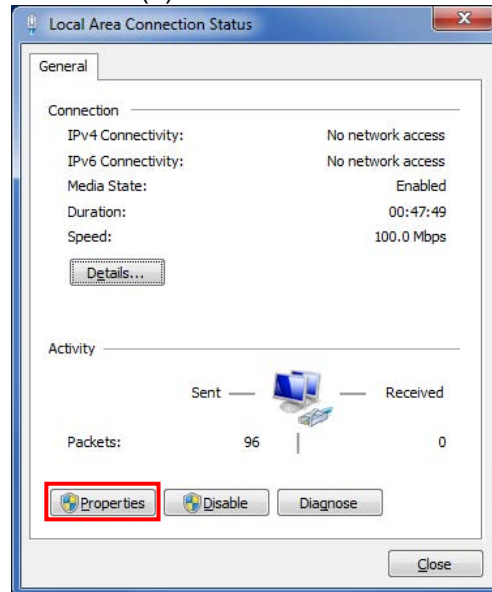 Local Area Connection Status
General
Connection
IPv4 Connectivity: No network access
IPv6 Connectivity: No network access
Media State: Enabled
Duration: 00:47:49
Speed: 100.0 Mbps
Details...
Activity
Sent Received
Packets: 96 0
Properties Disable Diagnose
Close